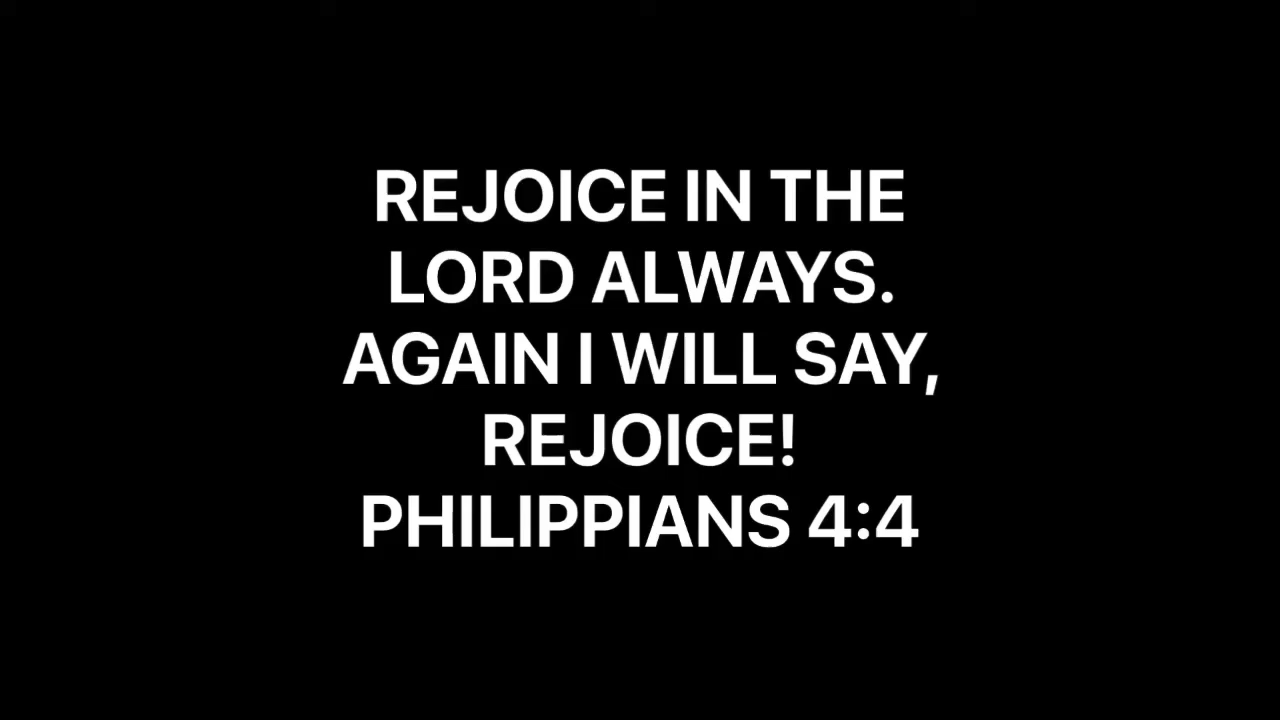 REJOICE IN THE
LORD ALWAYS.
AGAIN I WILL SAY,
REJOICE!
PHILIPPIANS 4:4